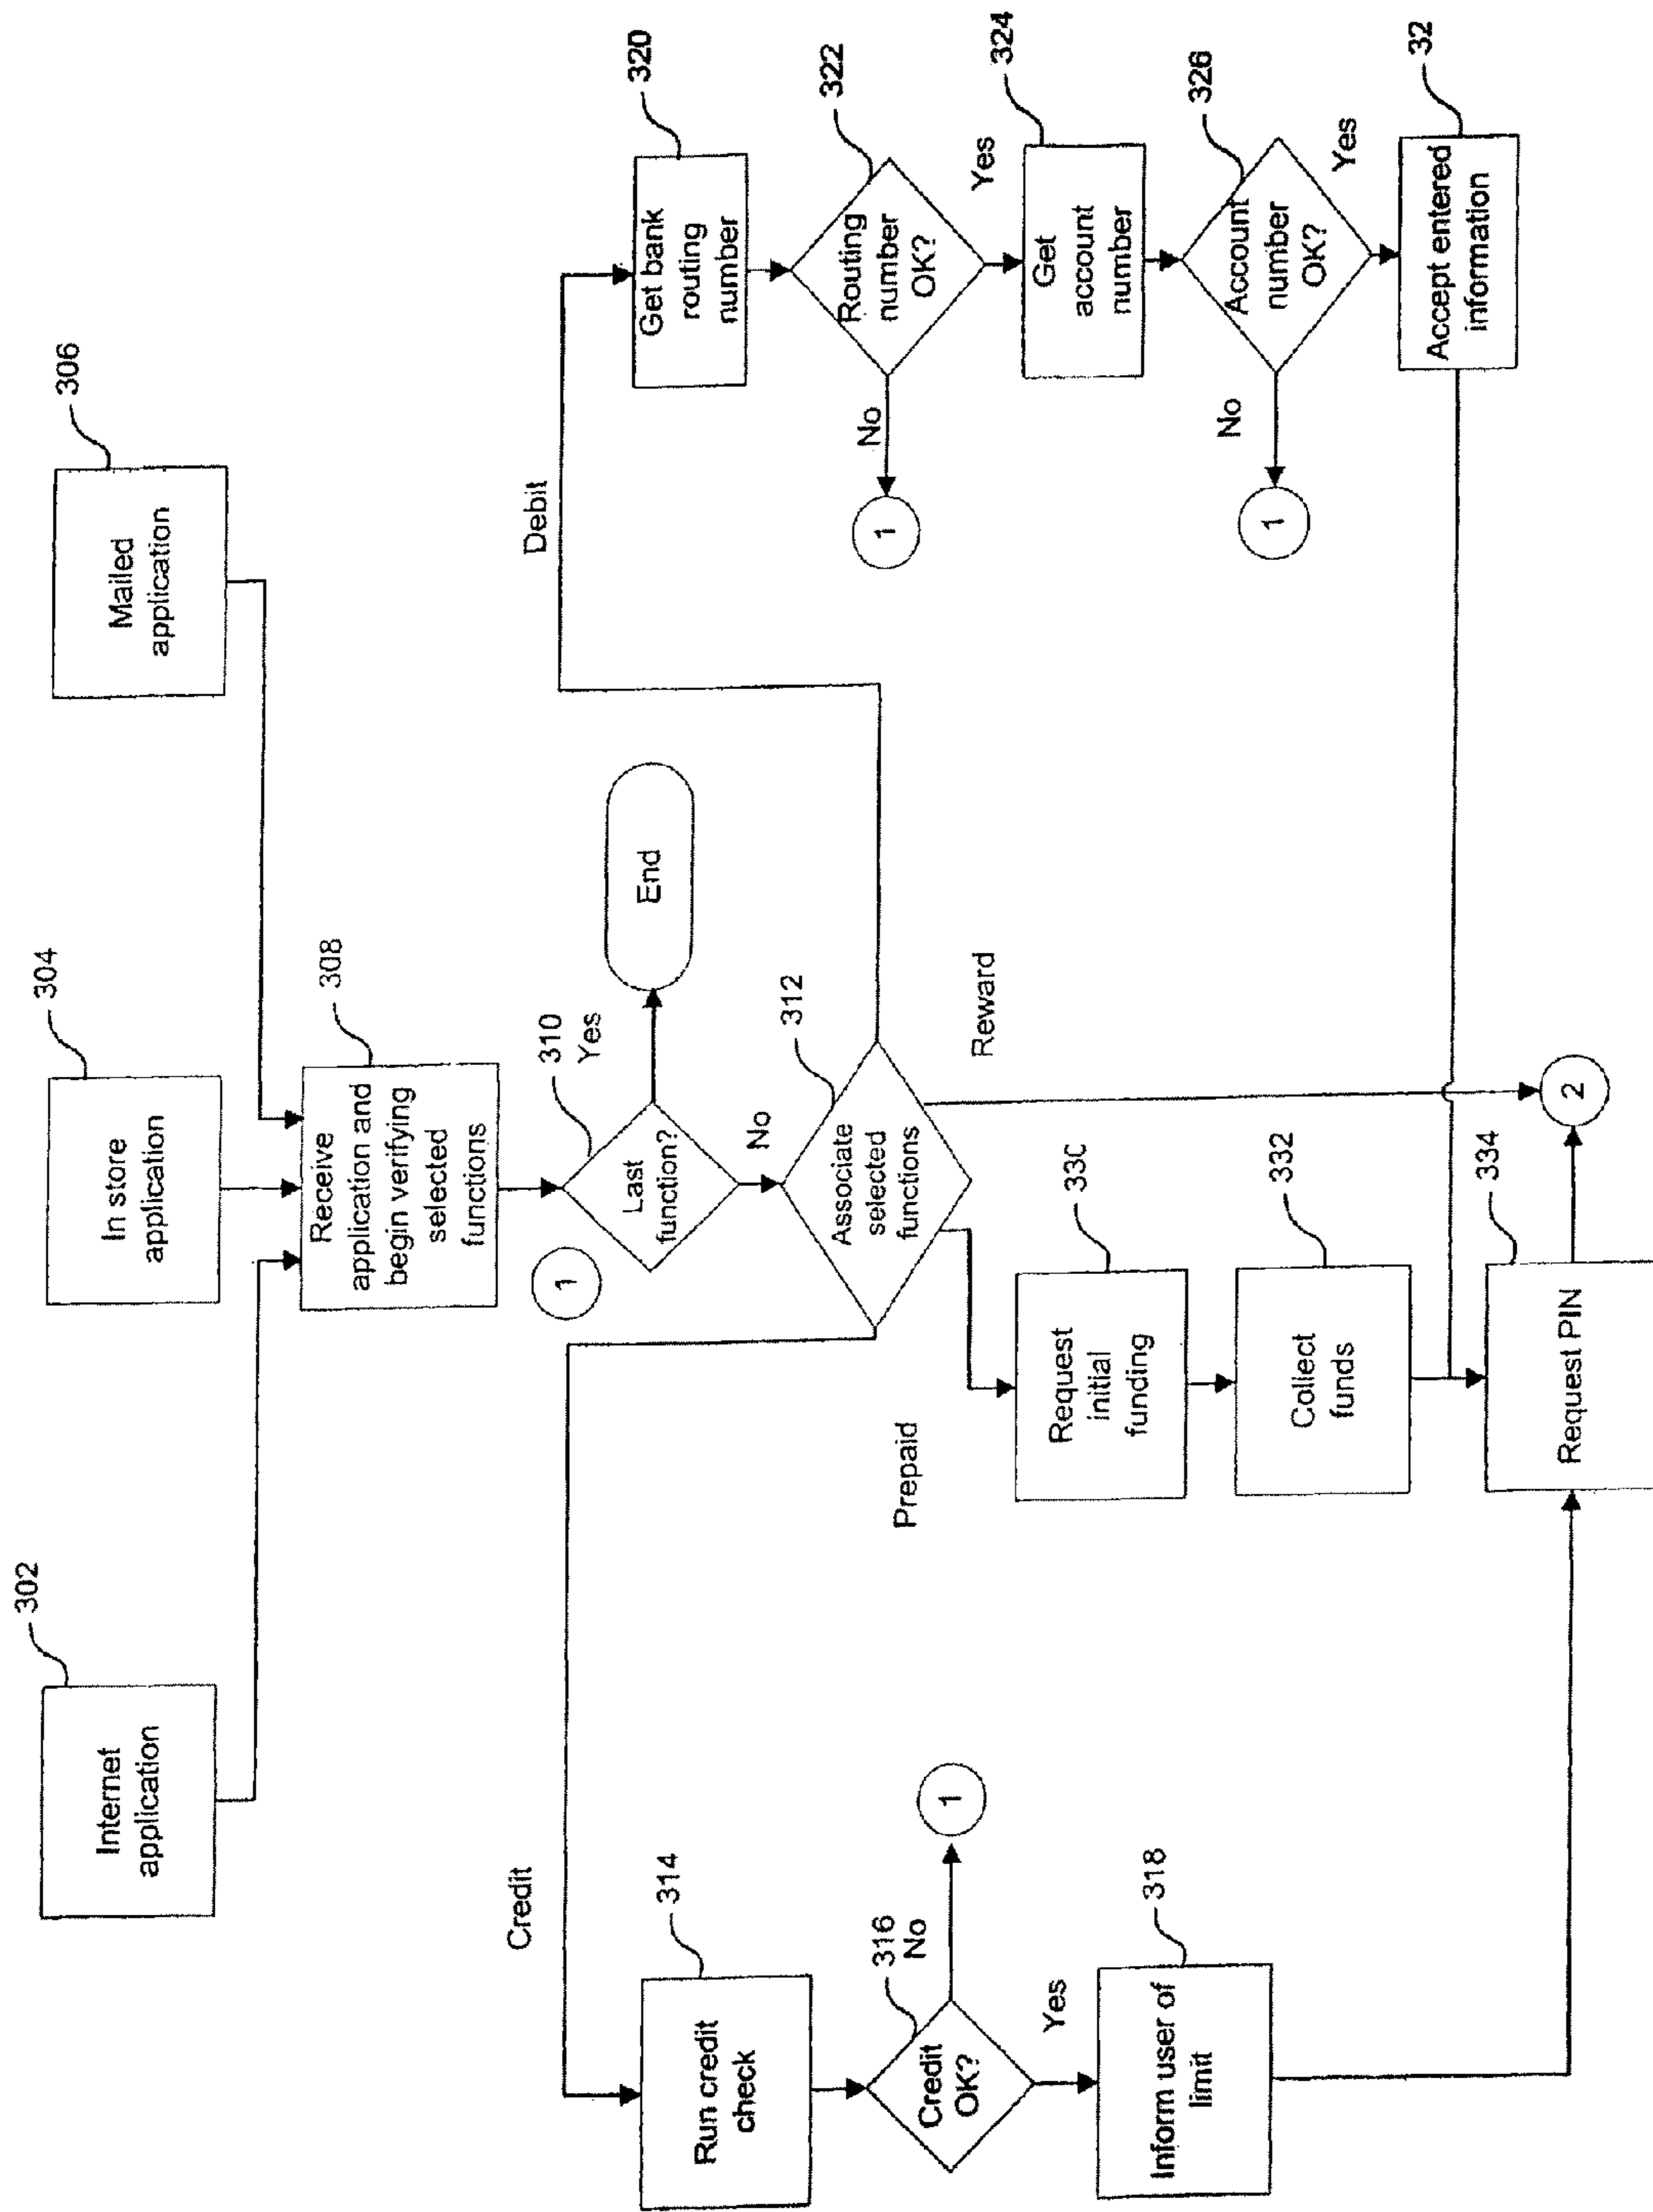 302
Internet
application
304
In store
application
306
Mailed
application
308
Receive
application and
begin verifying
selected
functions
1
310
Yes
Last
function?
End
No
312
Associate
selected
functions
Credit
314
Run credit
check
316
No
Credit
OK?
1
Yes
318
Inform user of
limit
Prepaid
330
Request
initial
funding
332
Collect
funds
334
Request PIN
Reward
2
Debit
320
Get bank
routing
number
322
Routing
number
OK?
No
1
Yes
324
Get
account
number
326
Account
number
OK?
No
1
Yes
32
Accept entered
information